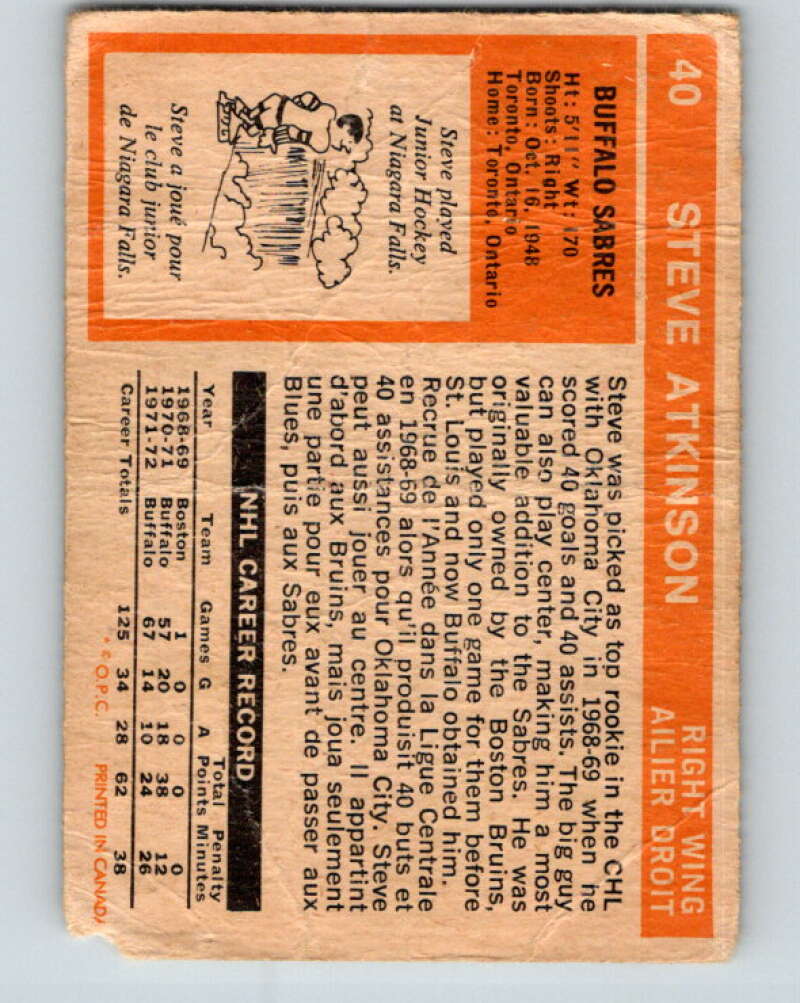 40 STEVE ATKINSON RIGHT WING
AILIER DROIT
BUFFALO SABRES
Ht: 5'11" Wt: 170
Shoots: Right
Born: Oct. 16, 1948
Toronto, Ontario
Home: Toronto, Ontario
Steve played
Junior Hockey
at Niagara Falls.
Steve a joué pour
le club junior
de Niagara Falls.
Steve was picked as top rookie in the CHL
with Oklahoma City in 1968-69 when he
scored 40 goals and 40 assists. The big guy
can also play center, making him a most
valuable addition to the Sabres. He was
originally owned by the Boston Bruins,
but played only one game for them before
St. Louis and now Buffalo obtained him.
Recrue de l'Année dans la Ligue Centrale
en 1968-69 alors qu'il produisit 40 buts et
40 assistances pour Oklahoma City. Steve
peut aussi jouer au centre. Il appartint
d'abord aux Bruins, mais joua seulement
une partie pour eux avant de passer aux
Blues, puis aux Sabres.
NHL CAREER RECORD
Total Penalty
Year Team Games G A Points Minutes
1968-69 Boston 1 0 0 0 0
1970-71 Buffalo 57 20 18 38 12
1971-72 Buffalo 67 14 10 24 26
Career Totals 125 34 28 62 38
* © O.P.C. PRINTED IN CANADA